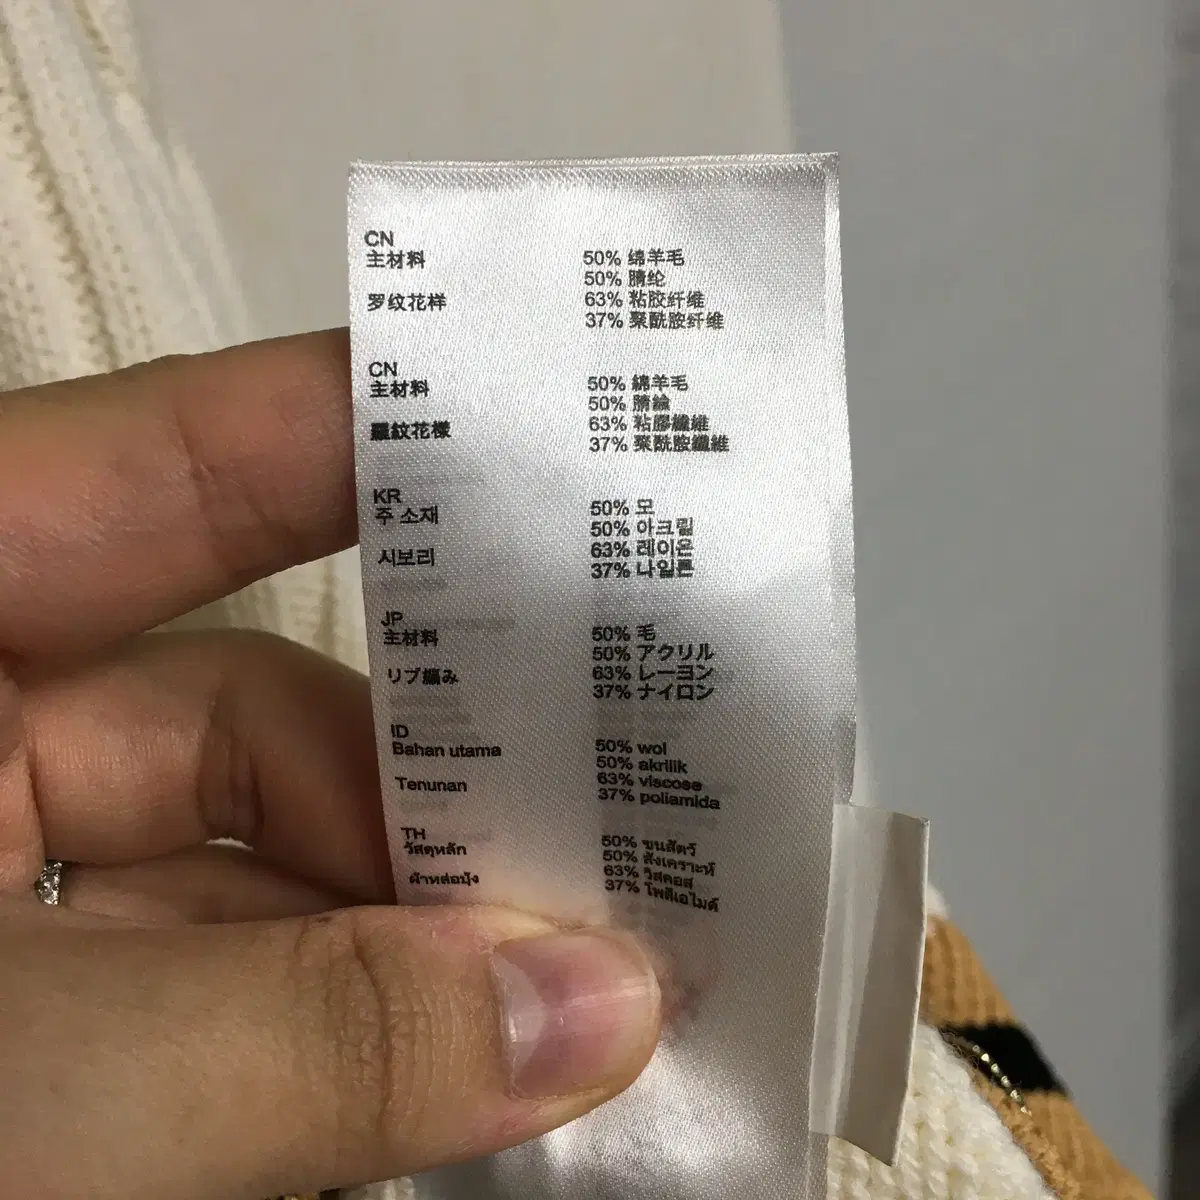 CN
主材料 50% 绵羊毛
50% 腈纶
罗纹花样 63% 粘胶纤维
37% 聚酰胺纤维
CN
主材料 50% 綿羊毛
50% 腈綸
羅紋花樣 63% 粘膠纖維
37% 聚酰胺纖維
KR
주 소재 50% 모
50% 아크릴
시보리 63% 레이온
37% 나일론
JP
主材料 50% 毛
50% アクリル
リブ編み 63% レーヨン
37% ナイロン
ID
Bahan utama 50% wol
50% akrilik
Tenunan 63% viscose
37% poliamida
TH
วัสดุหลัก 50% ขนสัตว์
50% สังเคราะห์
ผ้าหล่อบุ้ง 63% วิสคอส
37% โพลีเอไมด์